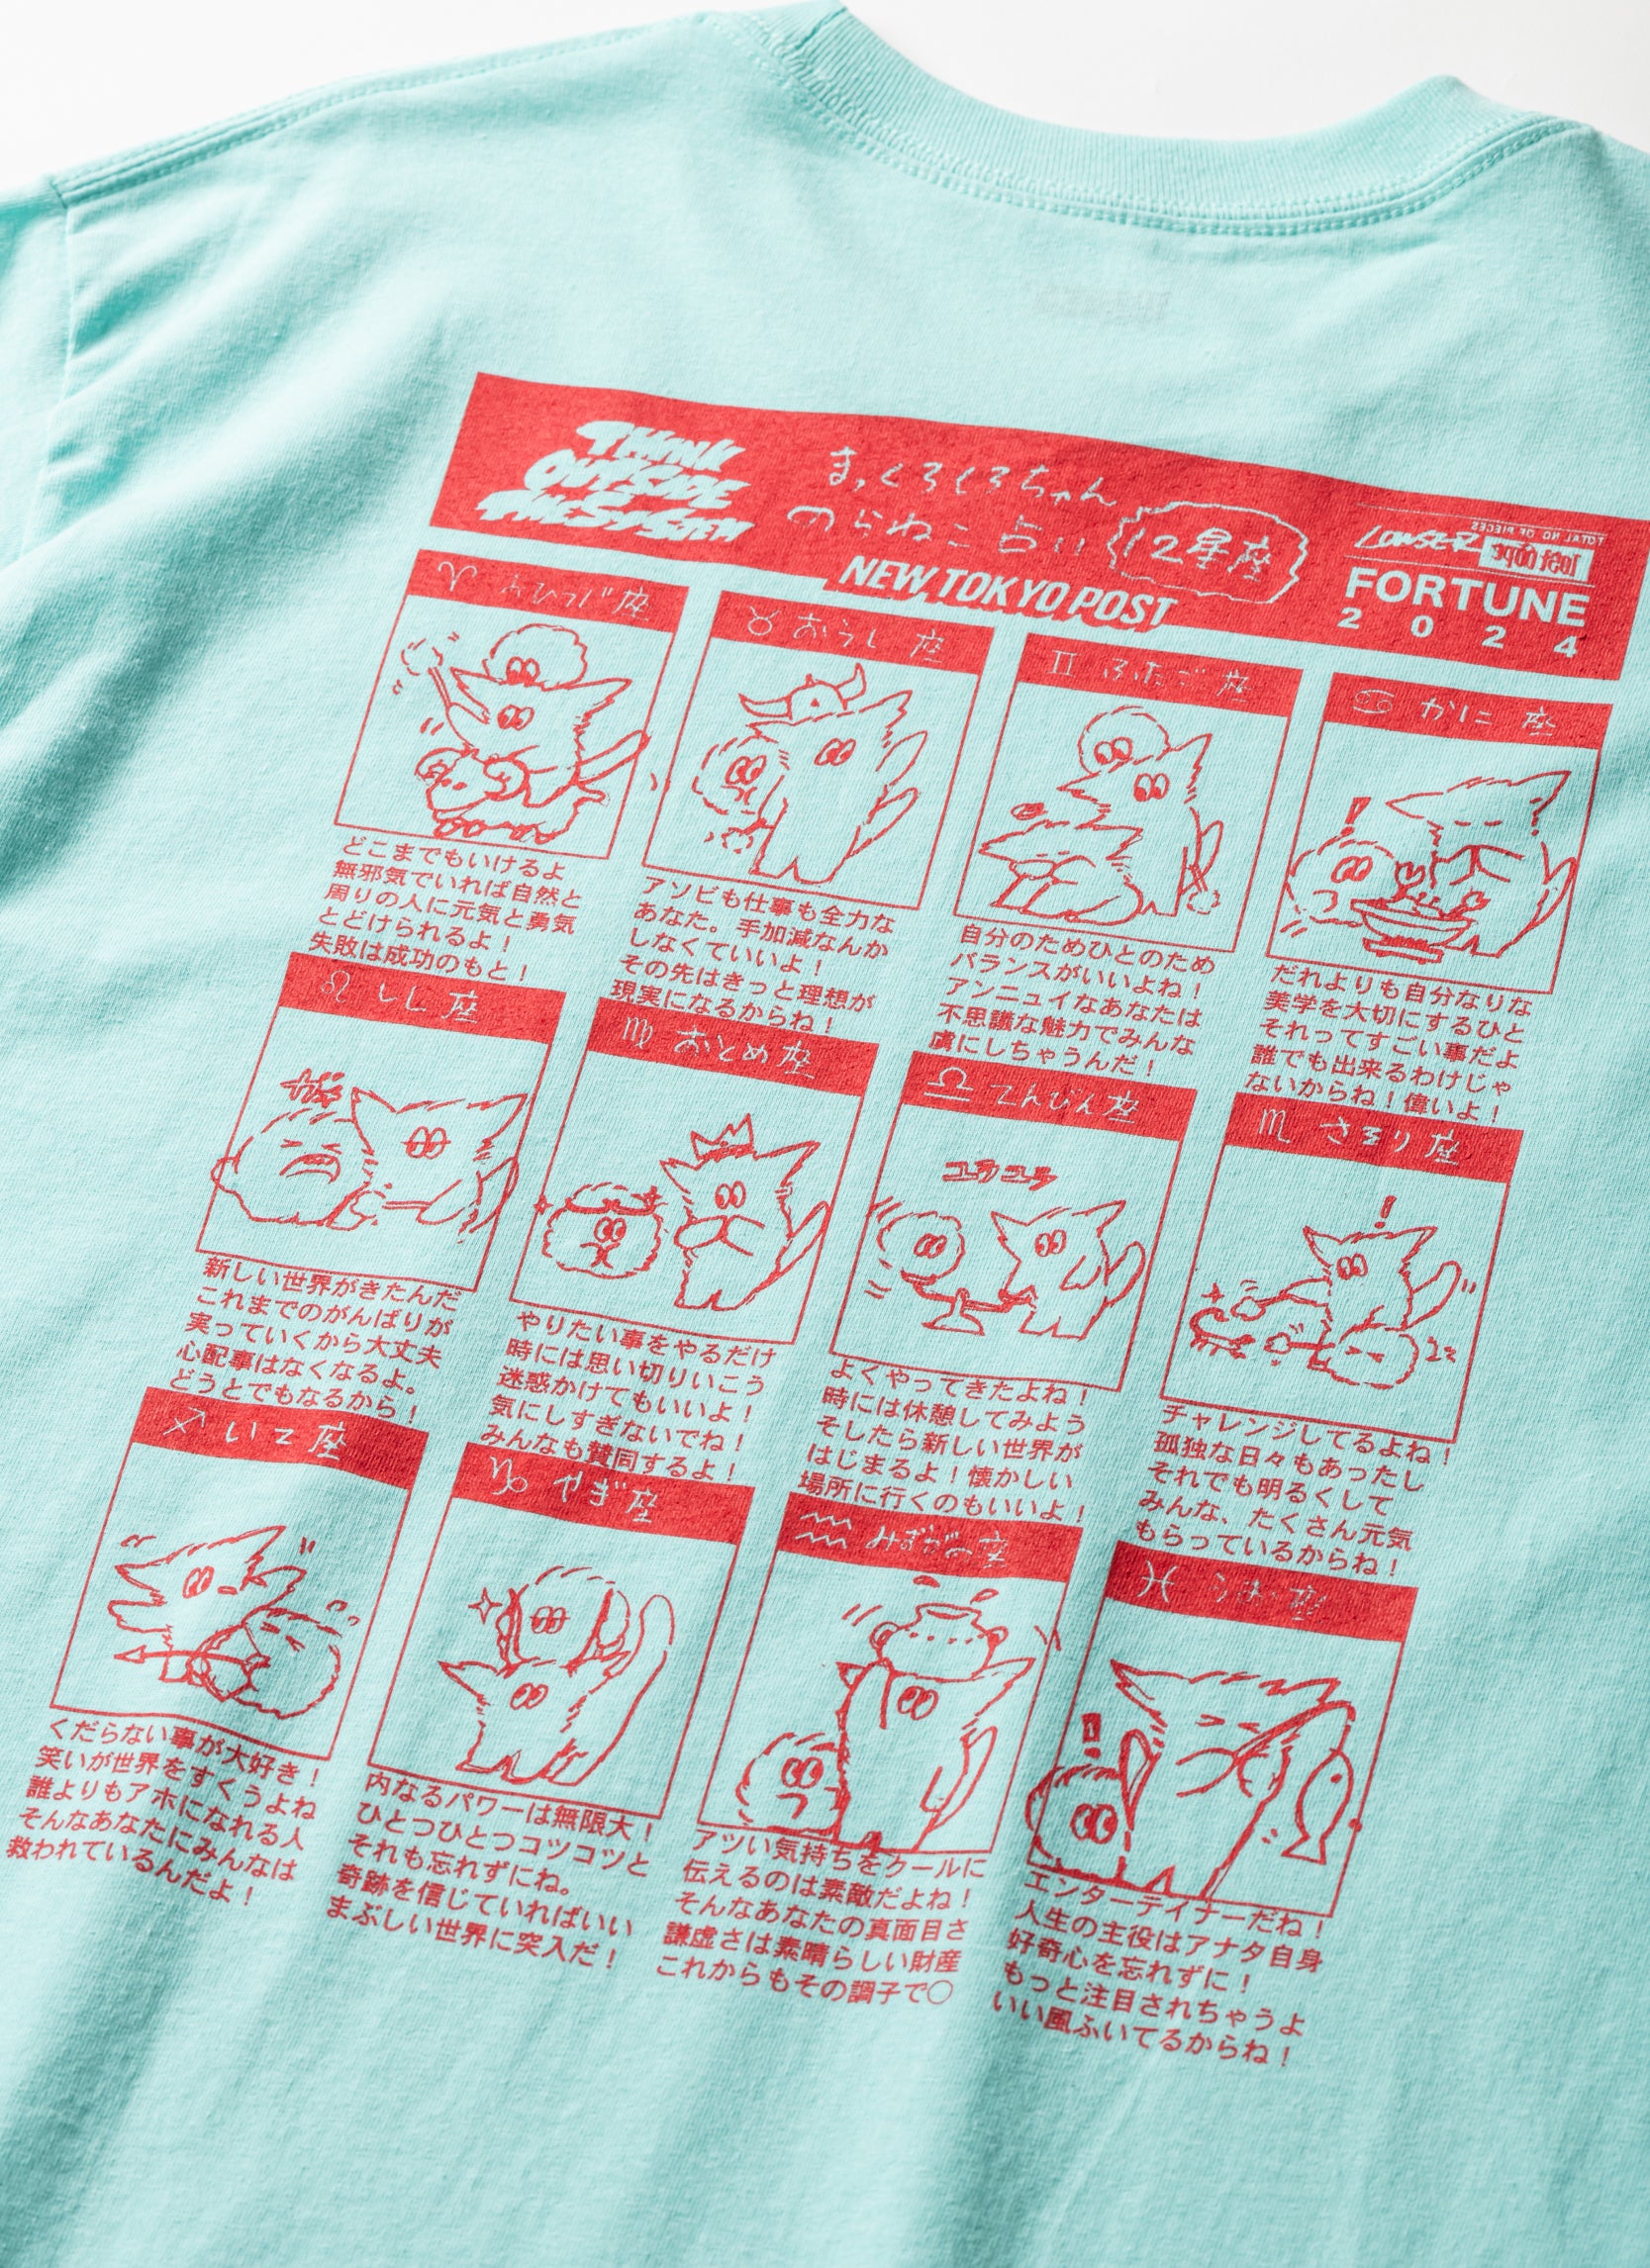 THINK
OUTSIDE
THE SYSTEM
まっくろくろちゃん
のらねこ占い 12星座
NEW TOKYO POST
TOTAL NO. OF PIECES
FORTUNE
2024
♈ おひつじ座
どこまでもいけるよ
無邪気でいれば自然と
周りの人に元気と勇気
とどけられるよ！
失敗は成功のもと！
♉ おうし座
アソビも仕事も全力な
あなた。手加減なんか
しなくていいよ！
その先はきっと理想が
現実になるからね！
♊ ふたご座
自分のためひとのため
バランスがいいよね！
アンニュイなあなたは
不思議な魅力でみんな
虜にしちゃうんだ！
♋ かに座
だれよりも自分なりな
美学を大切にするひと
それってすごい事だよ
誰でも出来るわけじゃ
ないからね！偉いよ！
♌ しし座
新しい世界がきたんだ
これまでのがんばりが
実っていくから大丈夫
心配事はなくなるよ。
どうとでもなるから！
♍ おとめ座
やりたい事をやるだけ
時には思い切りいこう
迷惑かけてもいいよ！
気にしすぎないでね！
みんなも賛同するよ！
♎ てんびん座
ユラユラ
よくやってきたよね！
時には休憩してみよう
そしたら新しい世界が
はじまるよ！懐かしい
場所に行くのもいいよ！
♏ さそり座
チャレンジしてるよね！
孤独な日々もあったし
それでも明るくして
みんな、たくさん元気
もらっているからね！
♐ いて座
くだらない事が大好き！
笑いが世界をすくうよね
誰よりもアホになれる人
そんなあなたにみんなは
救われているんだよ！
♑ やぎ座
内なるパワーは無限大！
ひとつひとつコツコツと
それも忘れずにね。
奇跡を信じていればいい
まぶしい世界に突入だ！
♒ みずがめ座
アツい気持ちをクールに
伝えるのは素敵だよね！
そんなあなたの真面目さ
謙虚さは素晴らしい財産
これからもその調子で〇
♓ うお座
エンターテイナーだね！
人生の主役はアナタ自身
好奇心を忘れずに！
もっと注目されちゃうよ
いい風ふいてるからね！